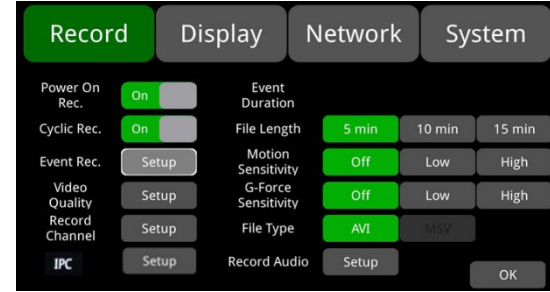 Record Display Network System
Power On
Rec.
On
Event
Duration
Cyclic Rec.
On
File Length
5 min
10 min
15 min
Event Rec.
Setup
Motion
Sensitivity
Off
Low
High
Video
Quality
Setup
G-Force
Sensitivity
Off
Low
High
Record
Channel
Setup
File Type
AVI
MSV
IPC
Setup
Record Audio
Setup
OK